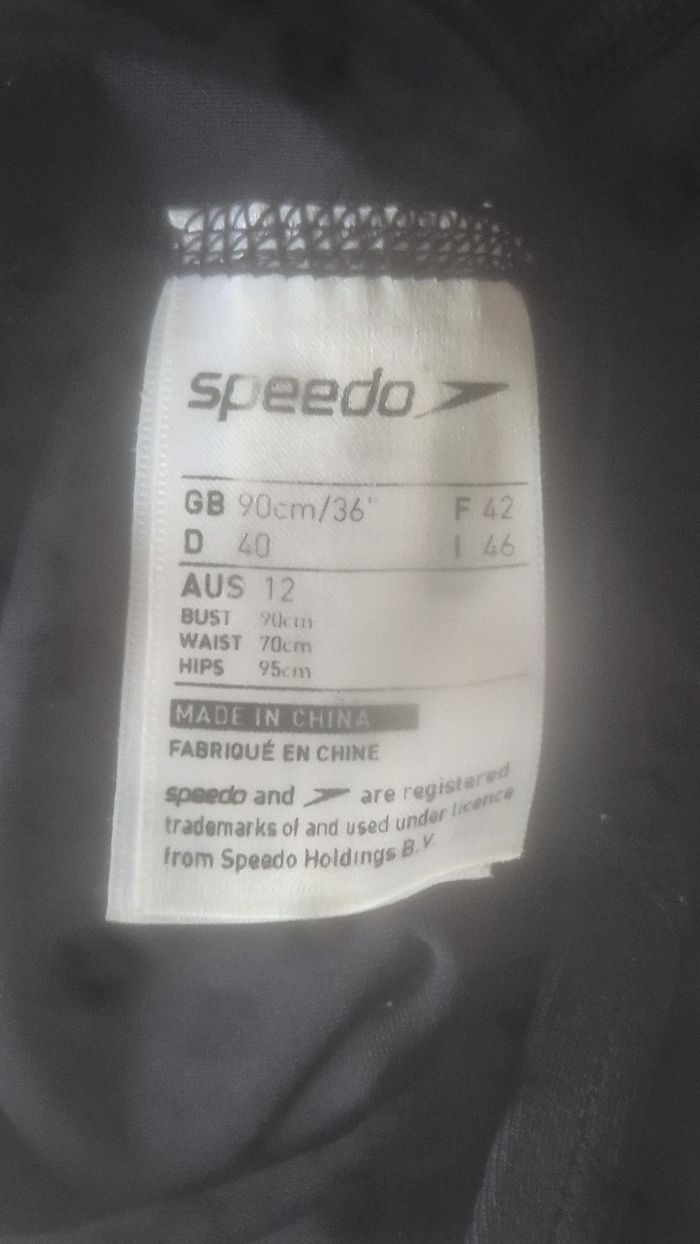 speedo
GB 90cm/36" F 42
D 40 I 46
AUS 12
BUST 90cm
WAIST 70cm
HIPS 95cm
MADE IN CHINA
FABRIQUÉ EN CHINE
speedo and are registered
trademarks of and used under licence
from Speedo Holdings B.V.